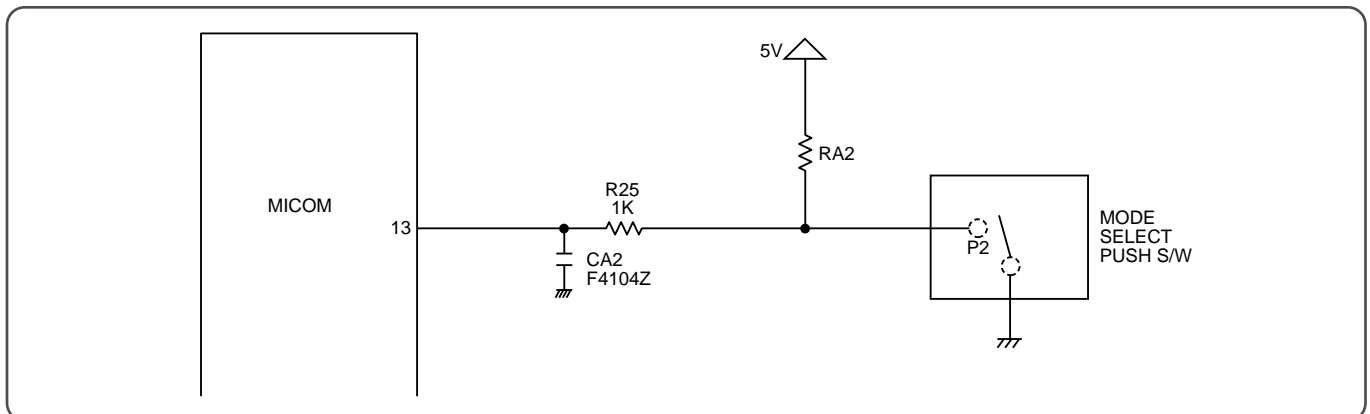 5V
RA2
MICOM
R25
1K
13
CA2
F4104Z
P2
MODE
SELECT
PUSH S/W